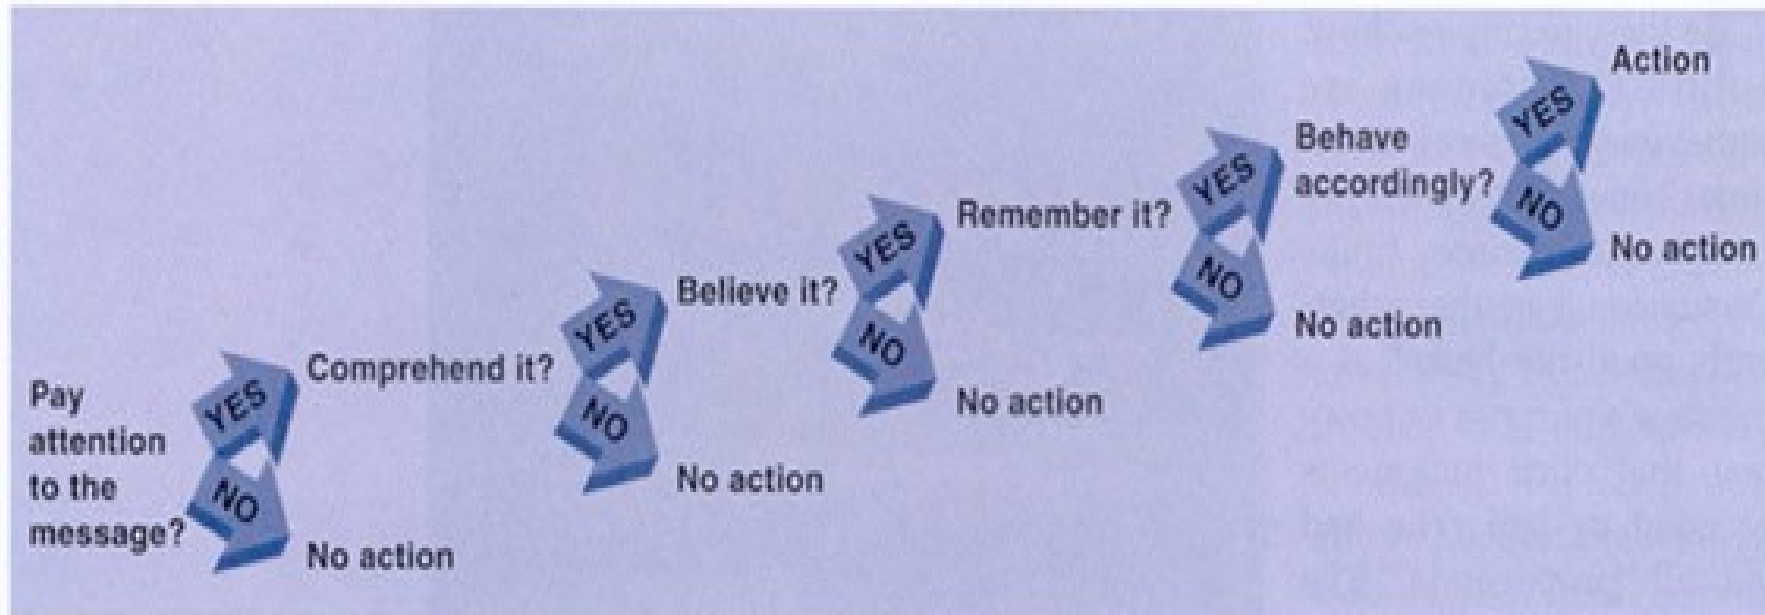 Pay
attention
to the
message?
YES
NO
Comprehend it?
No action
YES
NO
Believe it?
No action
YES
NO
Remember it?
No action
YES
NO
Behave
accordingly?
No action
YES
NO
Action
No action